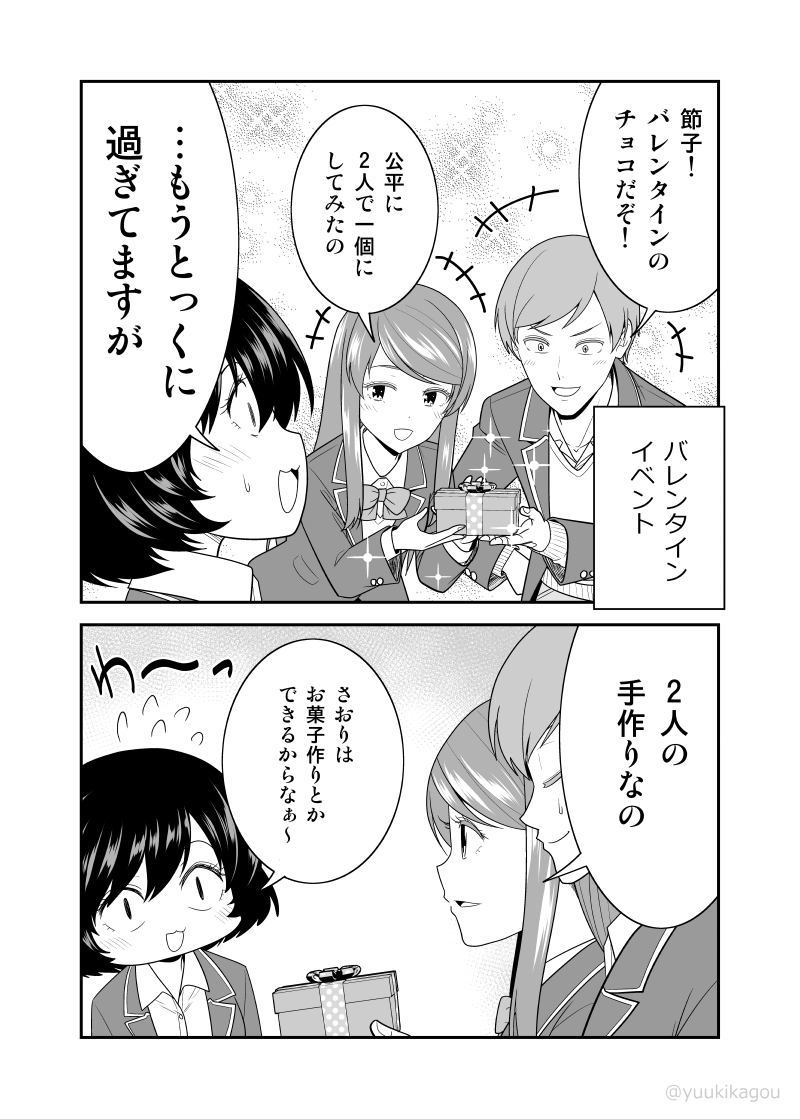 節子！
バレンタインの
チョコだぞ！
公平に
2人で一個に
してみたの
…もうとっくに
過ぎてますが
バレンタイン
イベント
2人の
手作りなの
さおりは
お菓子作りとか
できるからなぁ〜
わ〜っ
@yuukikagou